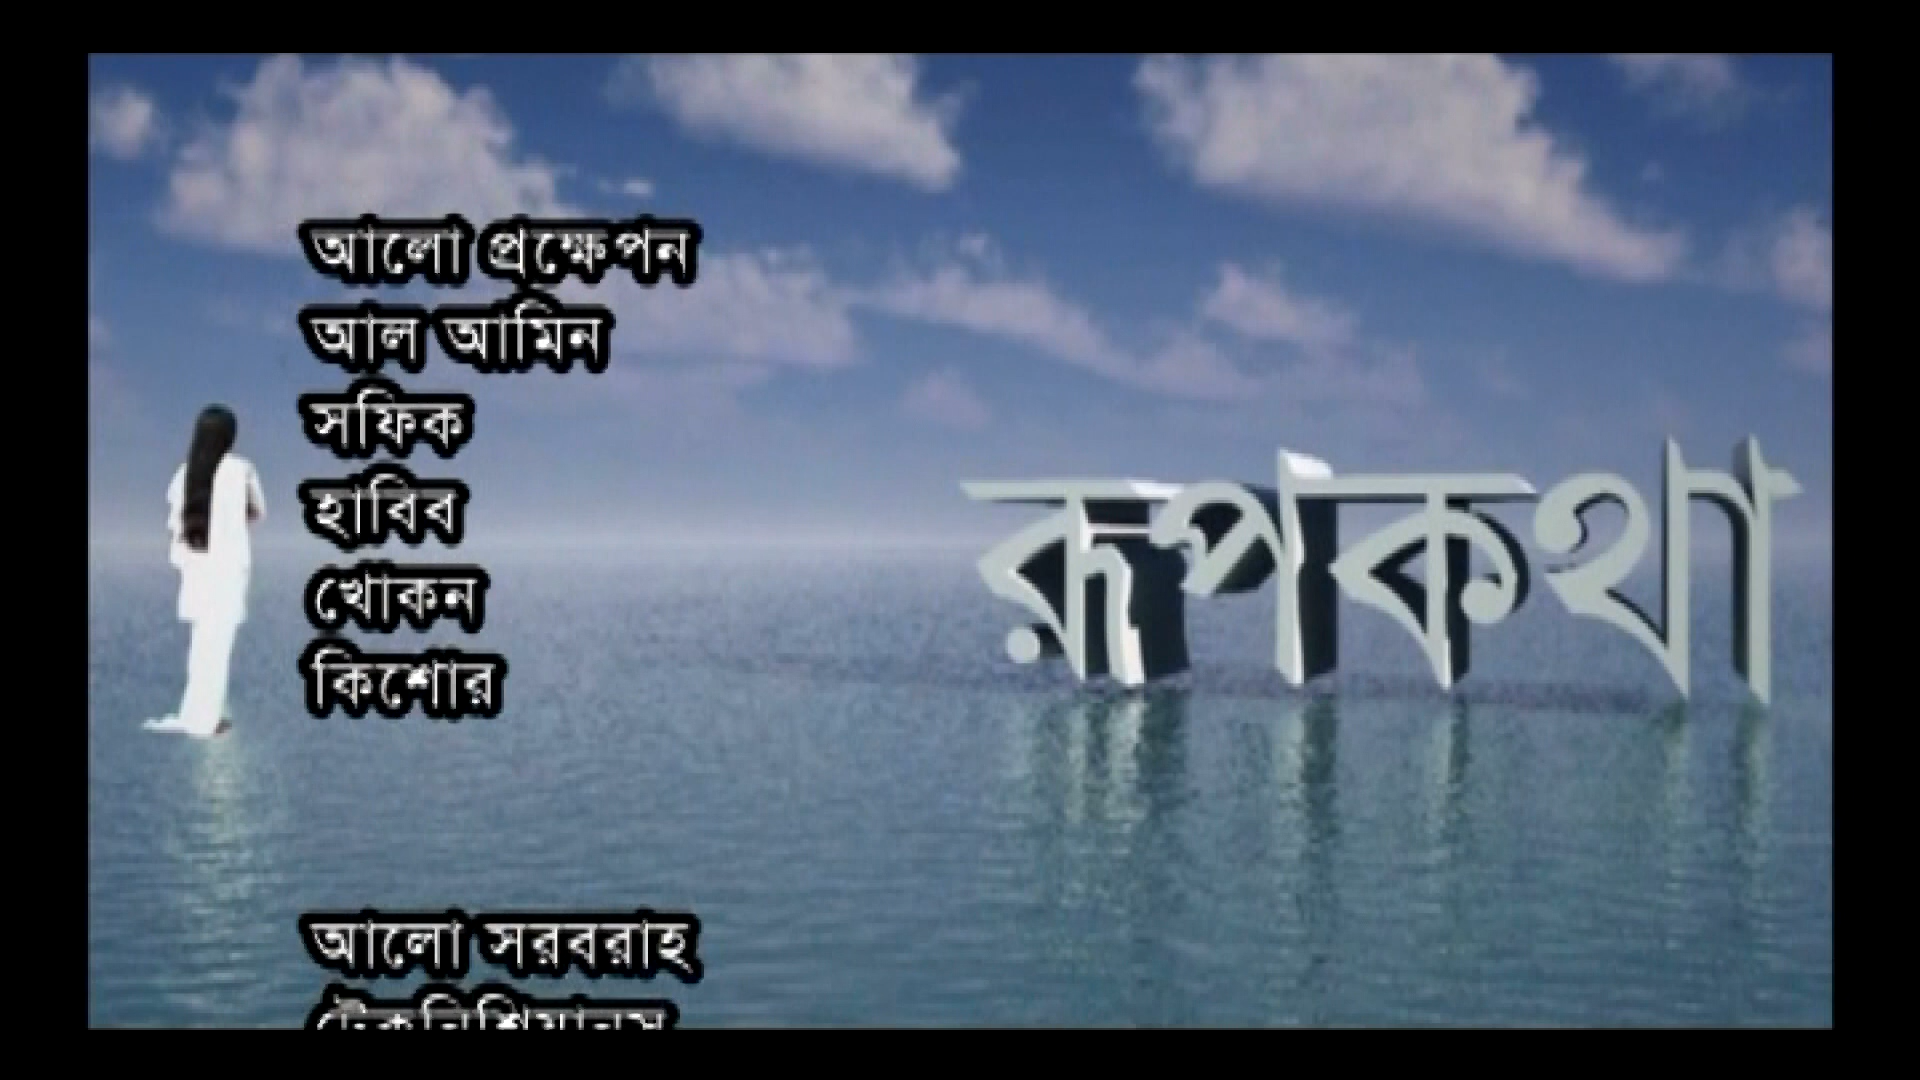 আলো প্রক্ষেপন
আল আমিন
সফিক
হাবিব
খোকন
কিশোর
রূপকথা
আলো সরবরাহ